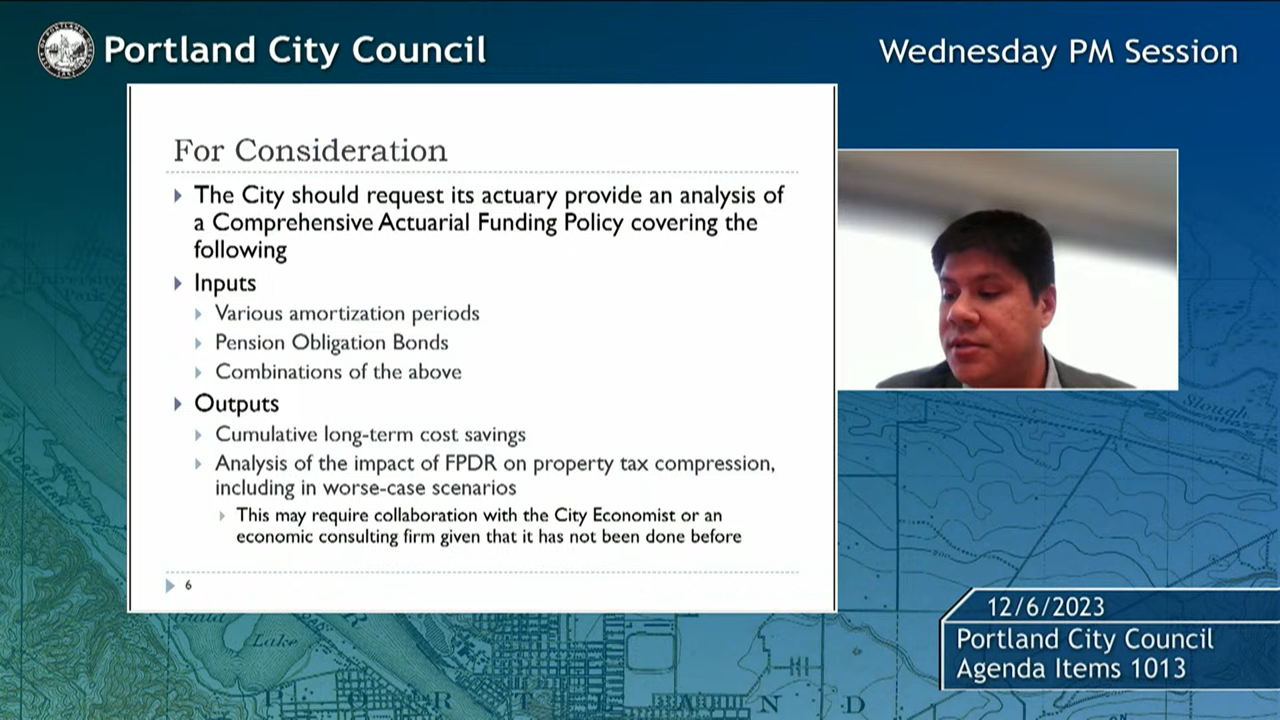 Portland City Council
Wednesday PM Session
For Consideration
The City should request its actuary provide an analysis of
a Comprehensive Actuarial Funding Policy covering the
following
Inputs
Various amortization periods
Pension Obligation Bonds
Combinations of the above
Outputs
Cumulative long-term cost savings
Analysis of the impact of FPDR on property tax compression,
including in worse-case scenarios
This may require collaboration with the City Economist or an
economic consulting firm given that it has not been done before
6
Slough
Guild
Lake
12/6/2023
Portland City Council
Agenda Items 1013